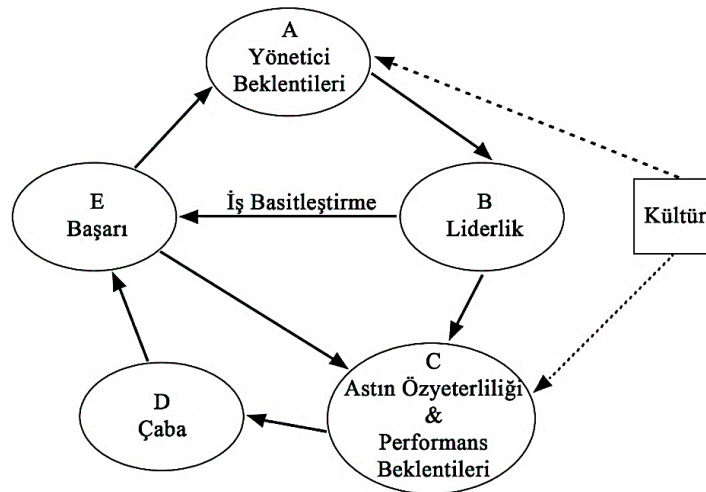 A
Yönetici
Beklentileri
E
Başarı
İş Basitleştirme
B
Liderlik
Kültür
D
Çaba
C
Astın Özyeterliliği
&
Performans
Beklentileri